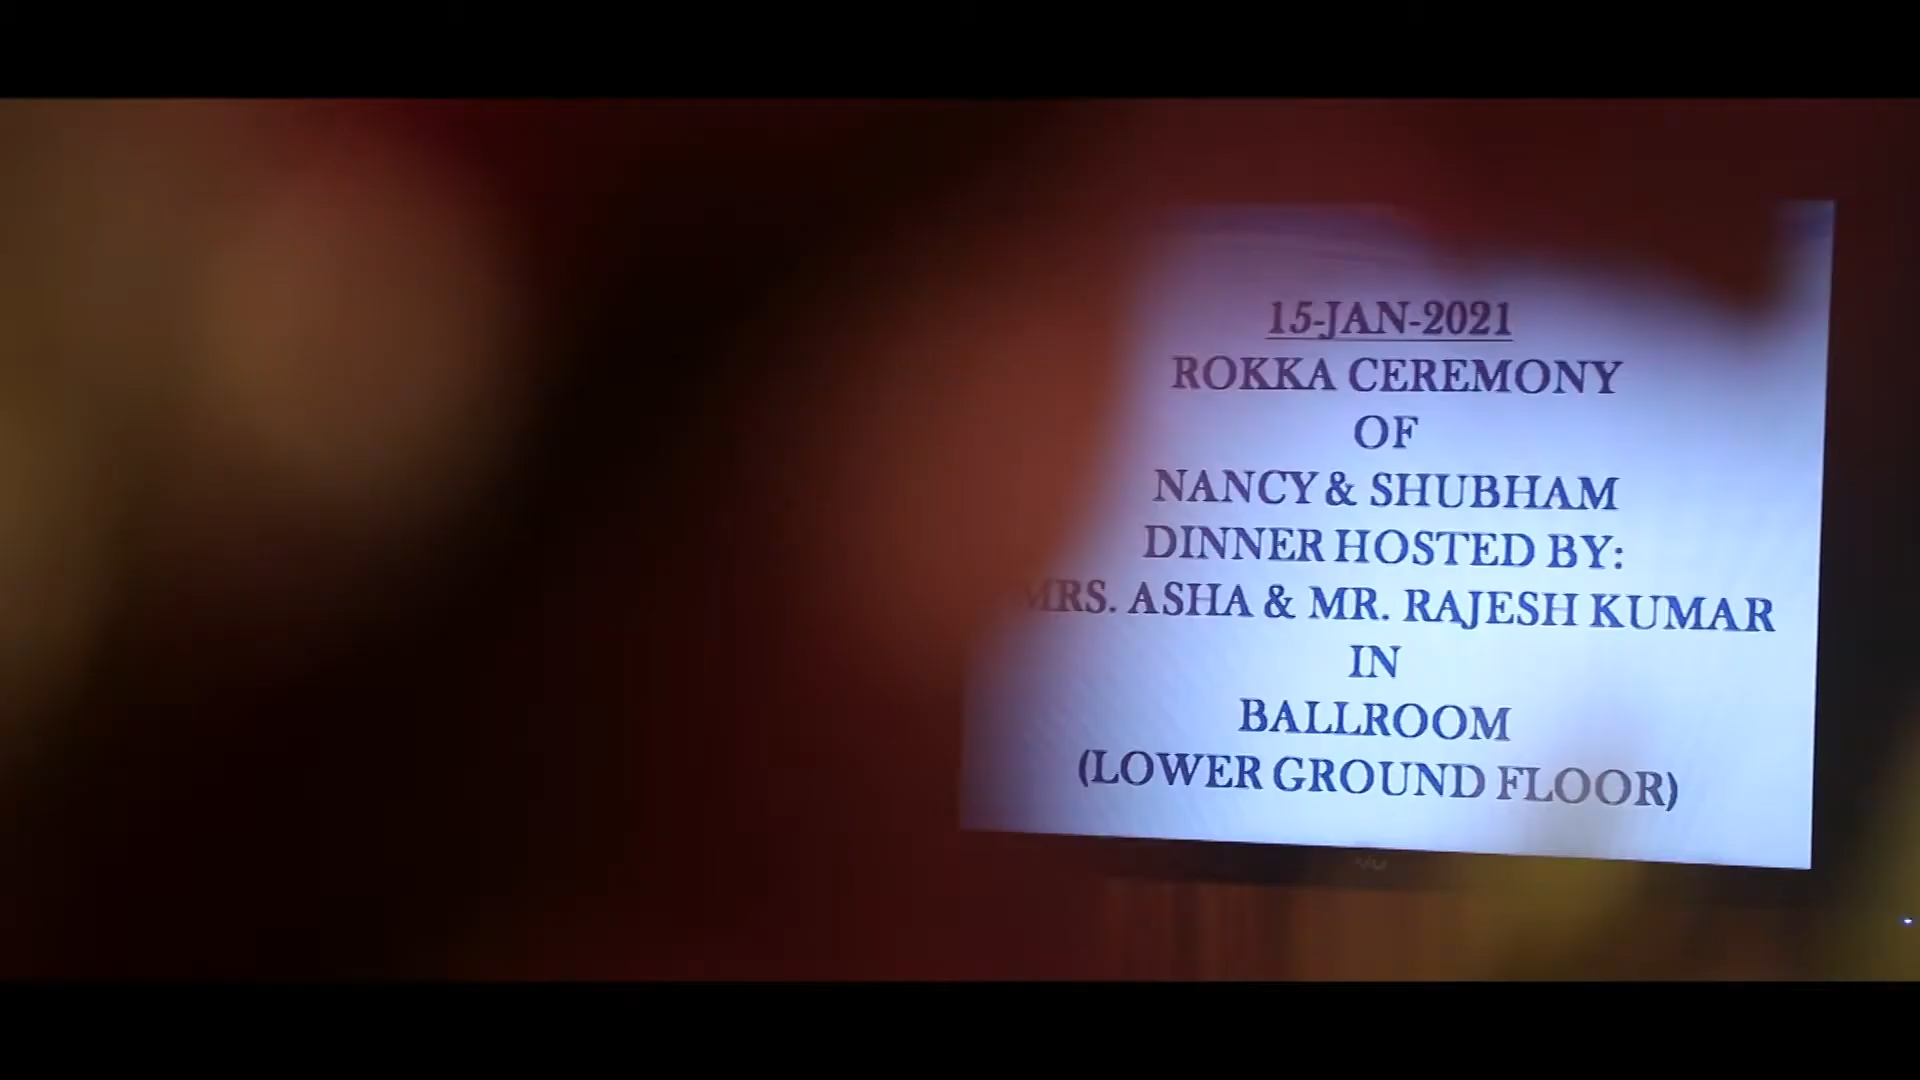 15-JAN-2021
ROKKA CEREMONY
OF
NANCY & SHUBHAM
DINNER HOSTED BY:
MRS. ASHA & MR. RAJESH KUMAR
IN
BALLROOM
(LOWER GROUND FLOOR)